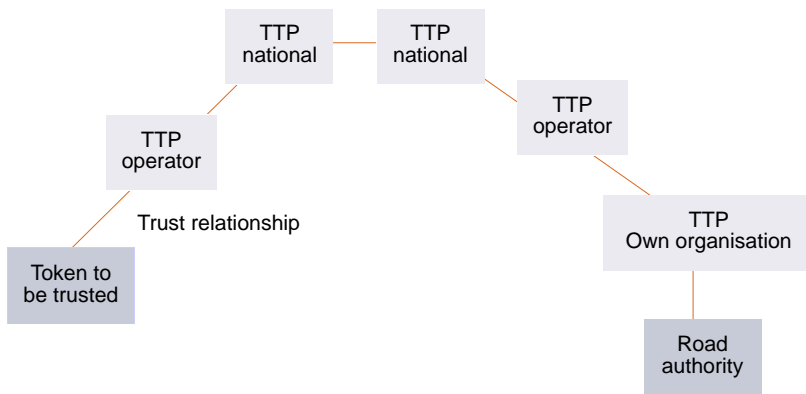 TTP
national
TTP
national
TTP
operator
TTP
operator
Trust relationship
TTP
Own organisation
Token to
be trusted
Road
authority